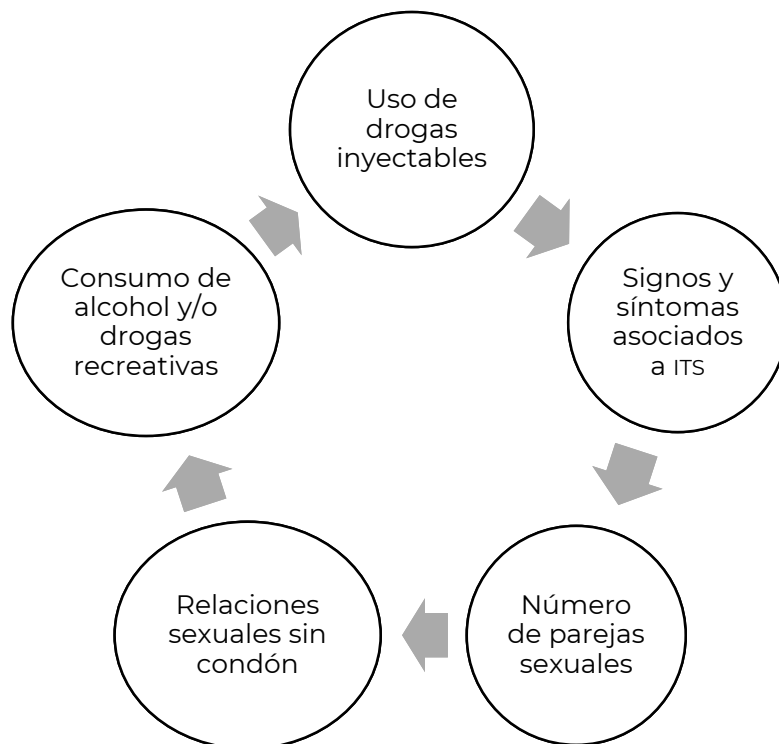 Uso de
drogas
inyectables
Signos y
síntomas
asociados
a ITS
Número
de parejas
sexuales
Relaciones
sexuales sin
condón
Consumo de
alcohol y/o
drogas
recreativas